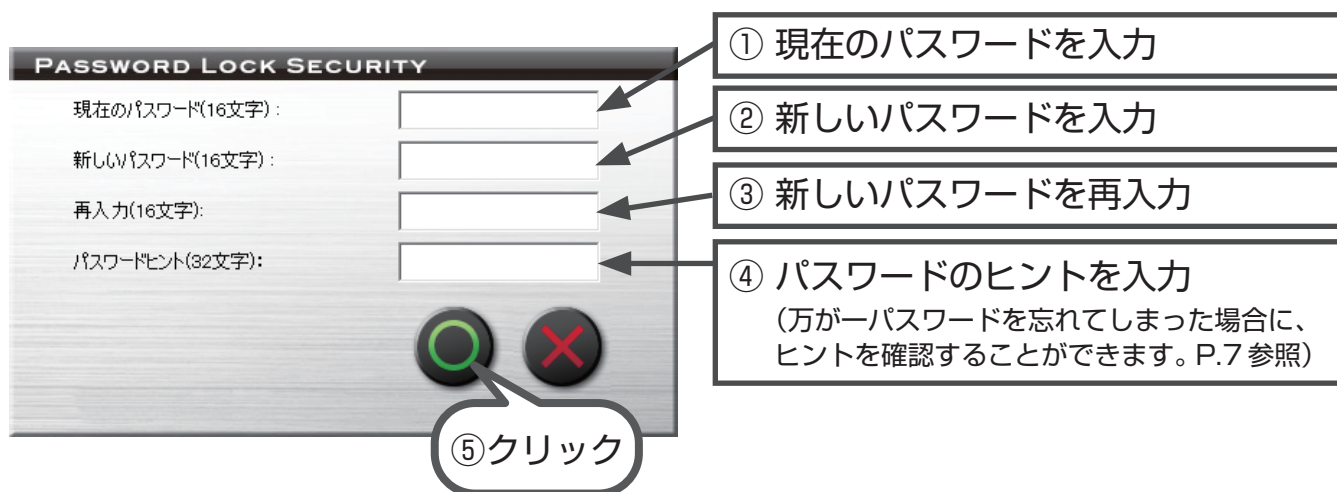 PASSWORD LOCK SECURITY
現在のパスワード(16文字) :
新しいパスワード(16文字) :
再入力(16文字):
パスワードヒント(32文字):
① 現在のパスワードを入力
② 新しいパスワードを入力
③ 新しいパスワードを再入力
④ パスワードのヒントを入力
（万が一パスワードを忘れてしまった場合に、
ヒントを確認することができます。P.7 参照）
⑤クリック